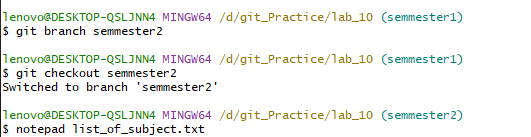 lenovo@DESKTOP-QSLJNN4 MINGW64 /d/git_Practice/lab_10 (semmester1)
$ git branch semmester2
lenovo@DESKTOP-QSLJNN4 MINGW64 /d/git_Practice/lab_10 (semmester1)
$ git checkout semmester2
Switched to branch 'semmester2'
lenovo@DESKTOP-QSLJNN4 MINGW64 /d/git_Practice/lab_10 (semmester2)
$ notepad list_of_subject.txt